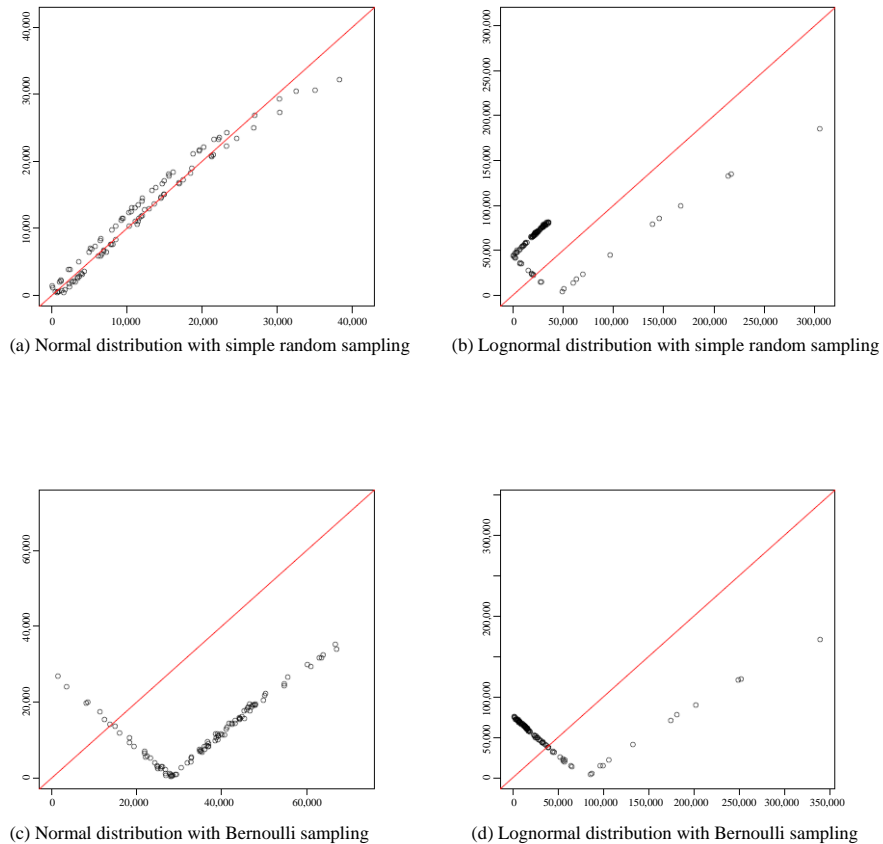 40,000
30,000
20,000
10,000
0
0 10,000 20,000 30,000 40,000
(a) Normal distribution with simple random sampling
300,000
250,000
200,000
150,000
100,000
50,000
0
0 50,000 100,000 150,000 200,000 250,000 300,000
(b) Lognormal distribution with simple random sampling
60,000
40,000
20,000
0
0 20,000 40,000 60,000
(c) Normal distribution with Bernoulli sampling
300,000
200,000
100,000
50,000
0
0 50,000 100,000 150,000 200,000 250,000 300,000 350,000
(d) Lognormal distribution with Bernoulli sampling